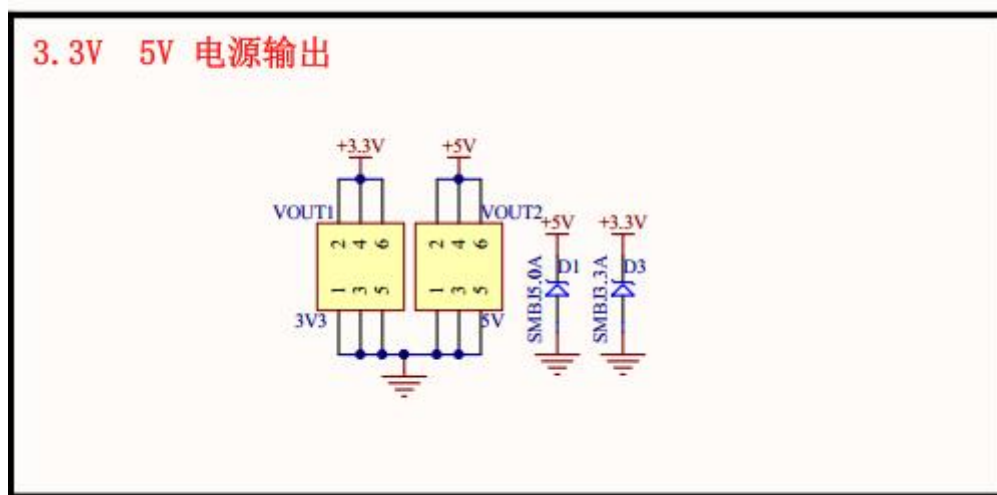 3.3V 5V 电源输出
+3.3V +5V
VOUT1 VOUT2
+5V +3.3V
2 4 6 2 4 6
1 3 5 1 3 5
3V3 5V
SMBJ5.0A D1 SMBJ3.3A D3